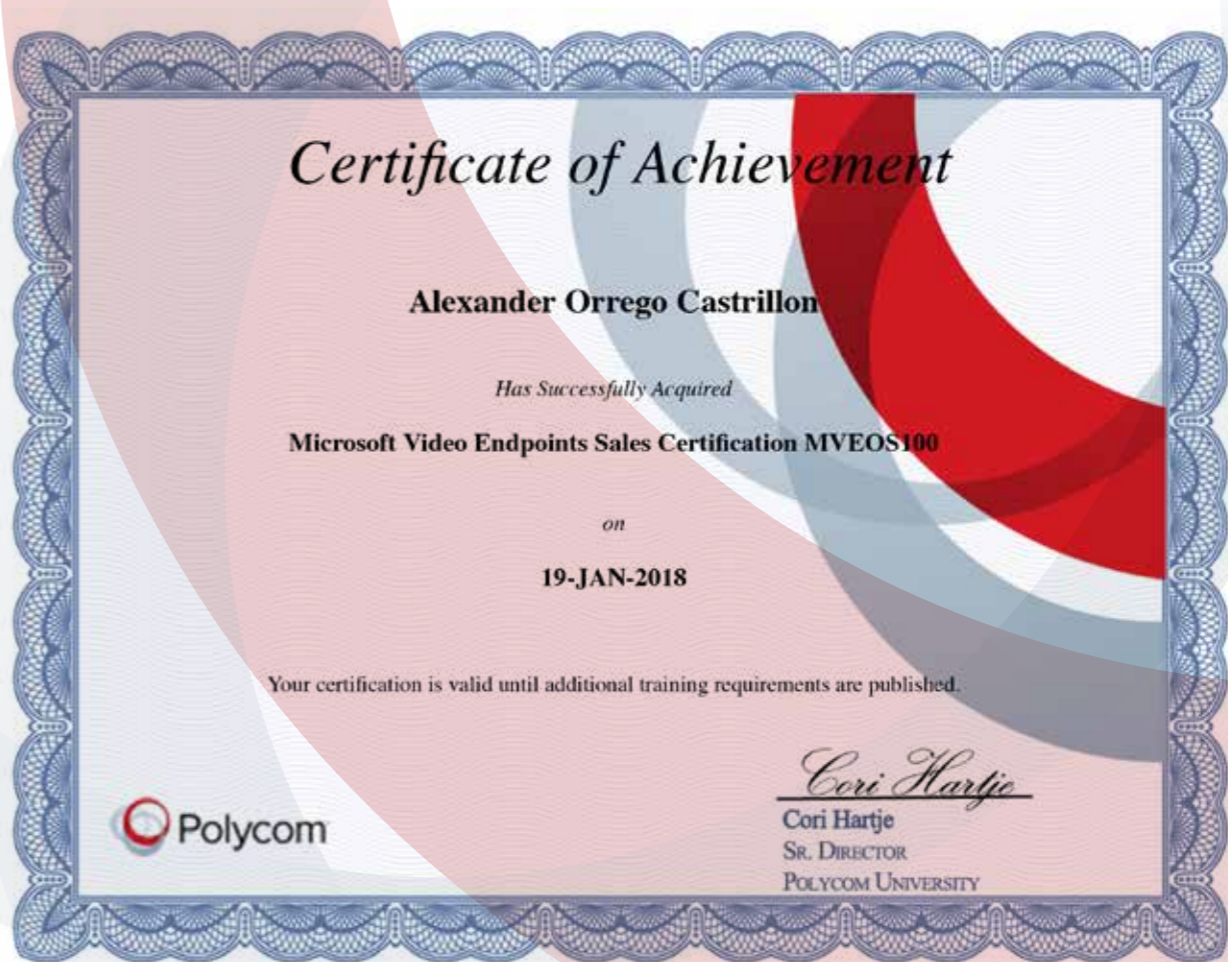 Certificate of Achievement
Alexander Orrego Castrillon
Has Successfully Acquired
Microsoft Video Endpoints Sales Certification MVEOS100
on
19-JAN-2018
Your certification is valid until additional training requirements are published.
Cori Hartje
Polycom
Cori Hartje
SR. DIRECTOR
POLYCOM UNIVERSITY